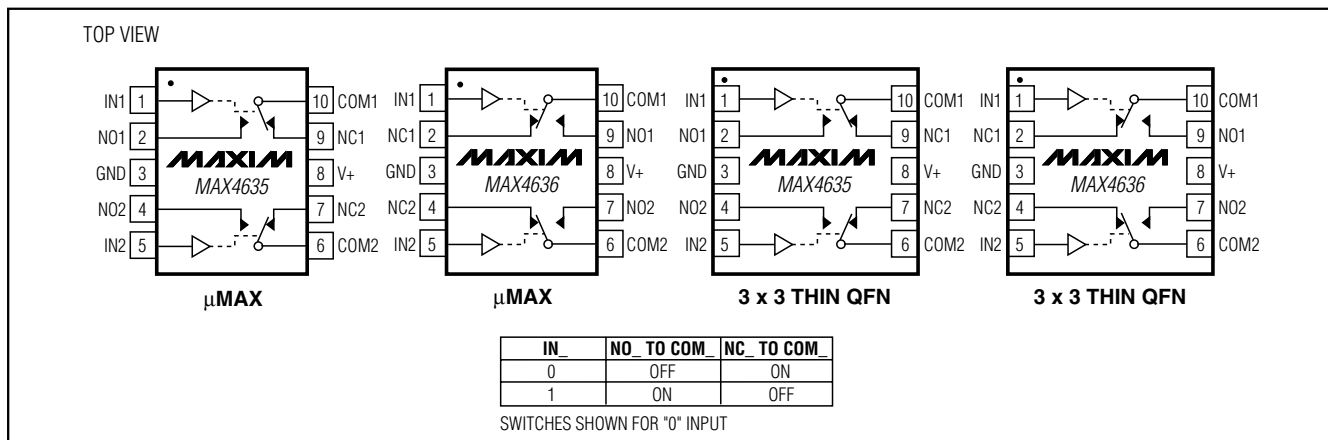 TOP VIEW
IN1 1 10 COM1
NO1 2 9 NC1
MAXIM
GND 3 8 V+
MAX4635
NO2 4 7 NC2
IN2 5 6 COM2
µMAX
IN1 1 10 COM1
NC1 2 9 NO1
MAXIM
GND 3 8 V+
MAX4636
NC2 4 7 NO2
IN2 5 6 COM2
µMAX
IN1 1 10 COM1
NO1 2 9 NC1
MAXIM
GND 3 8 V+
MAX4635
NO2 4 7 NC2
IN2 5 6 COM2
3 x 3 THIN QFN
IN1 1 10 COM1
NC1 2 9 NO1
MAXIM
GND 3 8 V+
MAX4636
NC2 4 7 NO2
IN2 5 6 COM2
3 x 3 THIN QFN
IN_ NO_ TO COM_ NC_ TO COM_
0 OFF ON
1 ON OFF
SWITCHES SHOWN FOR "0" INPUT